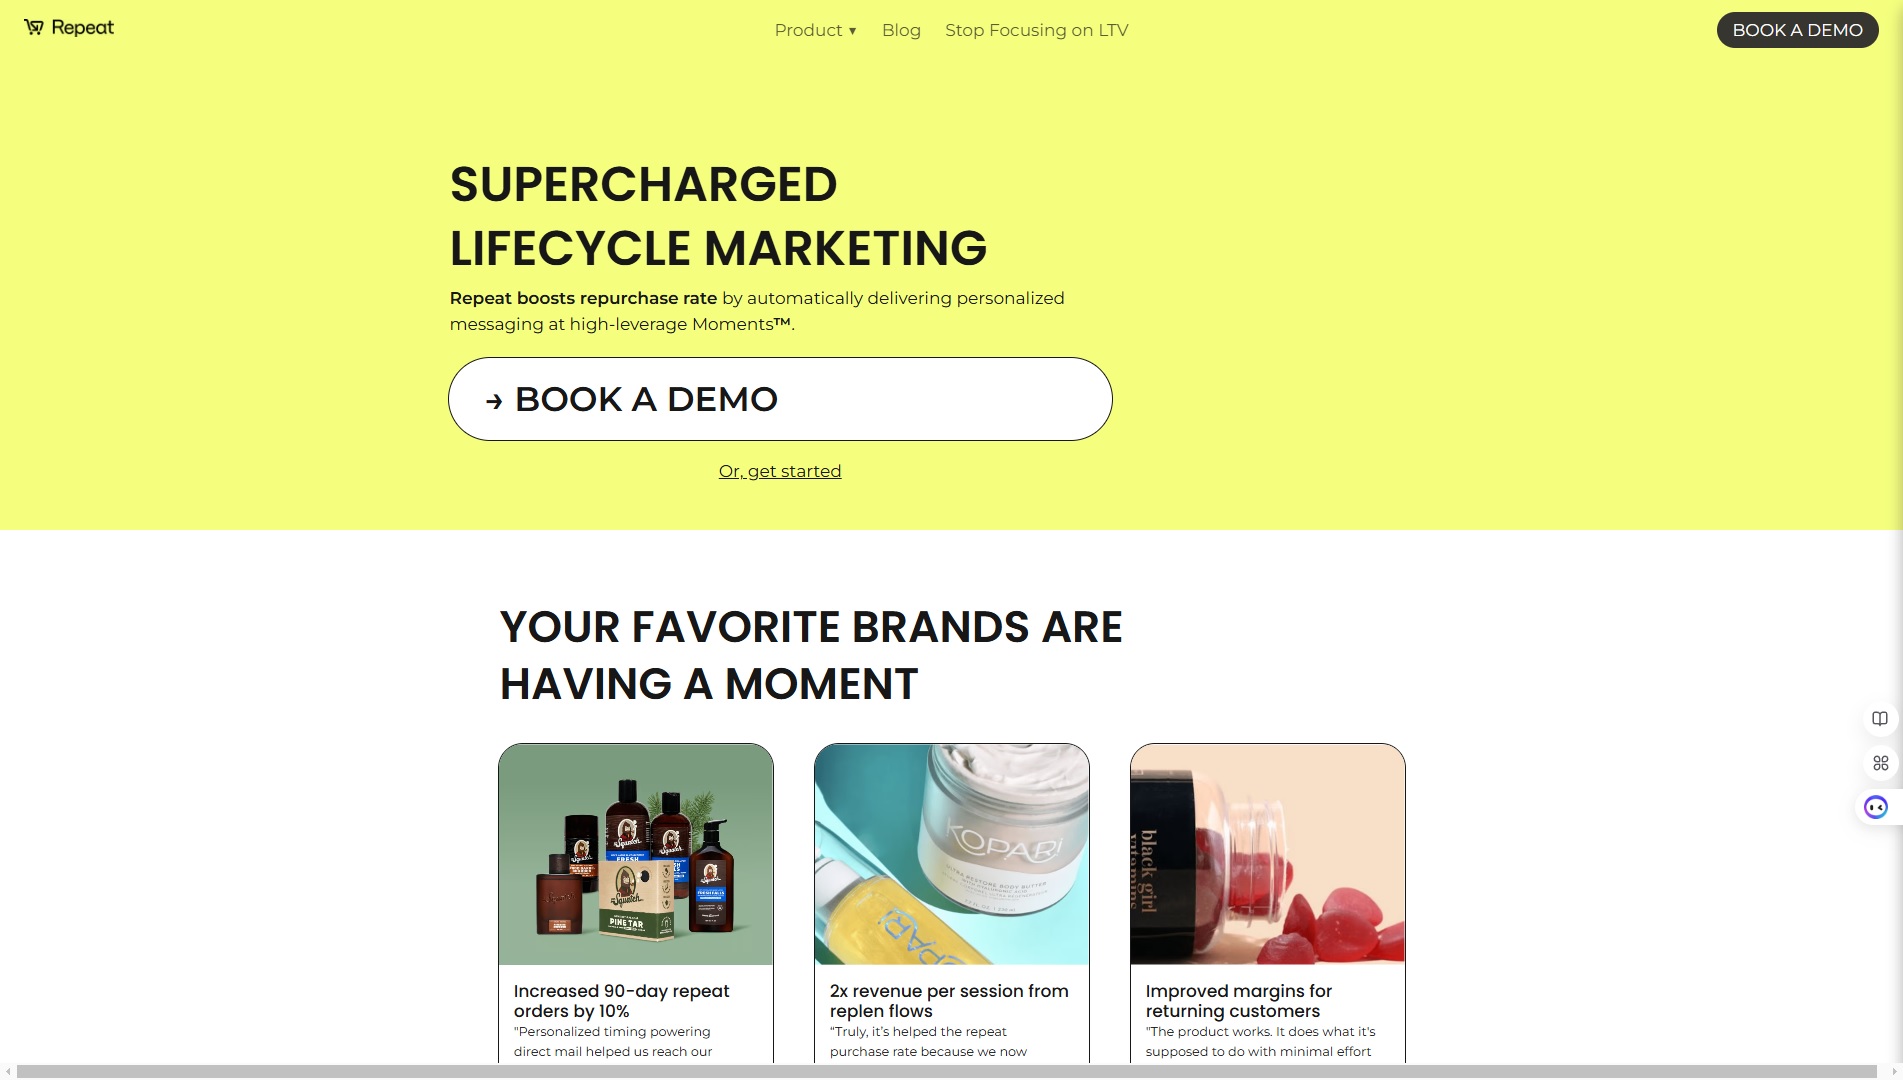 Repeat
Product ▾
Blog
Stop Focusing on LTV
BOOK A DEMO
SUPERCHARGED
LIFECYCLE MARKETING
Repeat boosts repurchase rate by automatically delivering personalized
messaging at high-leverage Moments™.
→ BOOK A DEMO
Or, get started
YOUR FAVORITE BRANDS ARE
HAVING A MOMENT
Squatch
FRESH
Squatch
PINE TAR
FRESH FALLS
KOPARI
ULTRA RESTORE BODY BUTTER
KOPARI
black girl
vitamins
Increased 90-day repeat
orders by 10%
"Personalized timing powering
direct mail helped us reach our
2x revenue per session from
replen flows
“Truly, it’s helped the repeat
purchase rate because we now
Improved margins for
returning customers
"The product works. It does what it's
supposed to do with minimal effort